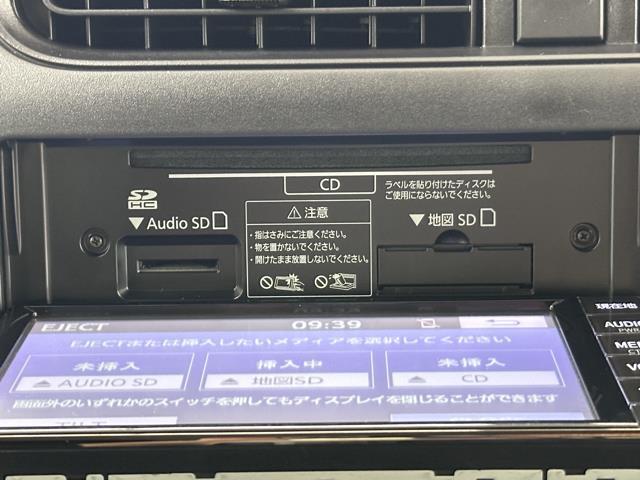 CD
ラベルを貼り付けたディスクは
ご使用にならないでください。
SD
HC
▼Audio SD
⚠注意
・指はさみにご注意ください。
・物を置かないでください。
・開けたまま放置しないでください。
▼地図 SD
EJECT
09:39
EJECTまたは挿入したいメディアを選択してください
未挿入
挿入中
未挿入
AUDIO SD
地図SD
CD
画面外のいずれかのスイッチを押してもディスプレイを閉じることができます
現在地
AUDIO
PWR